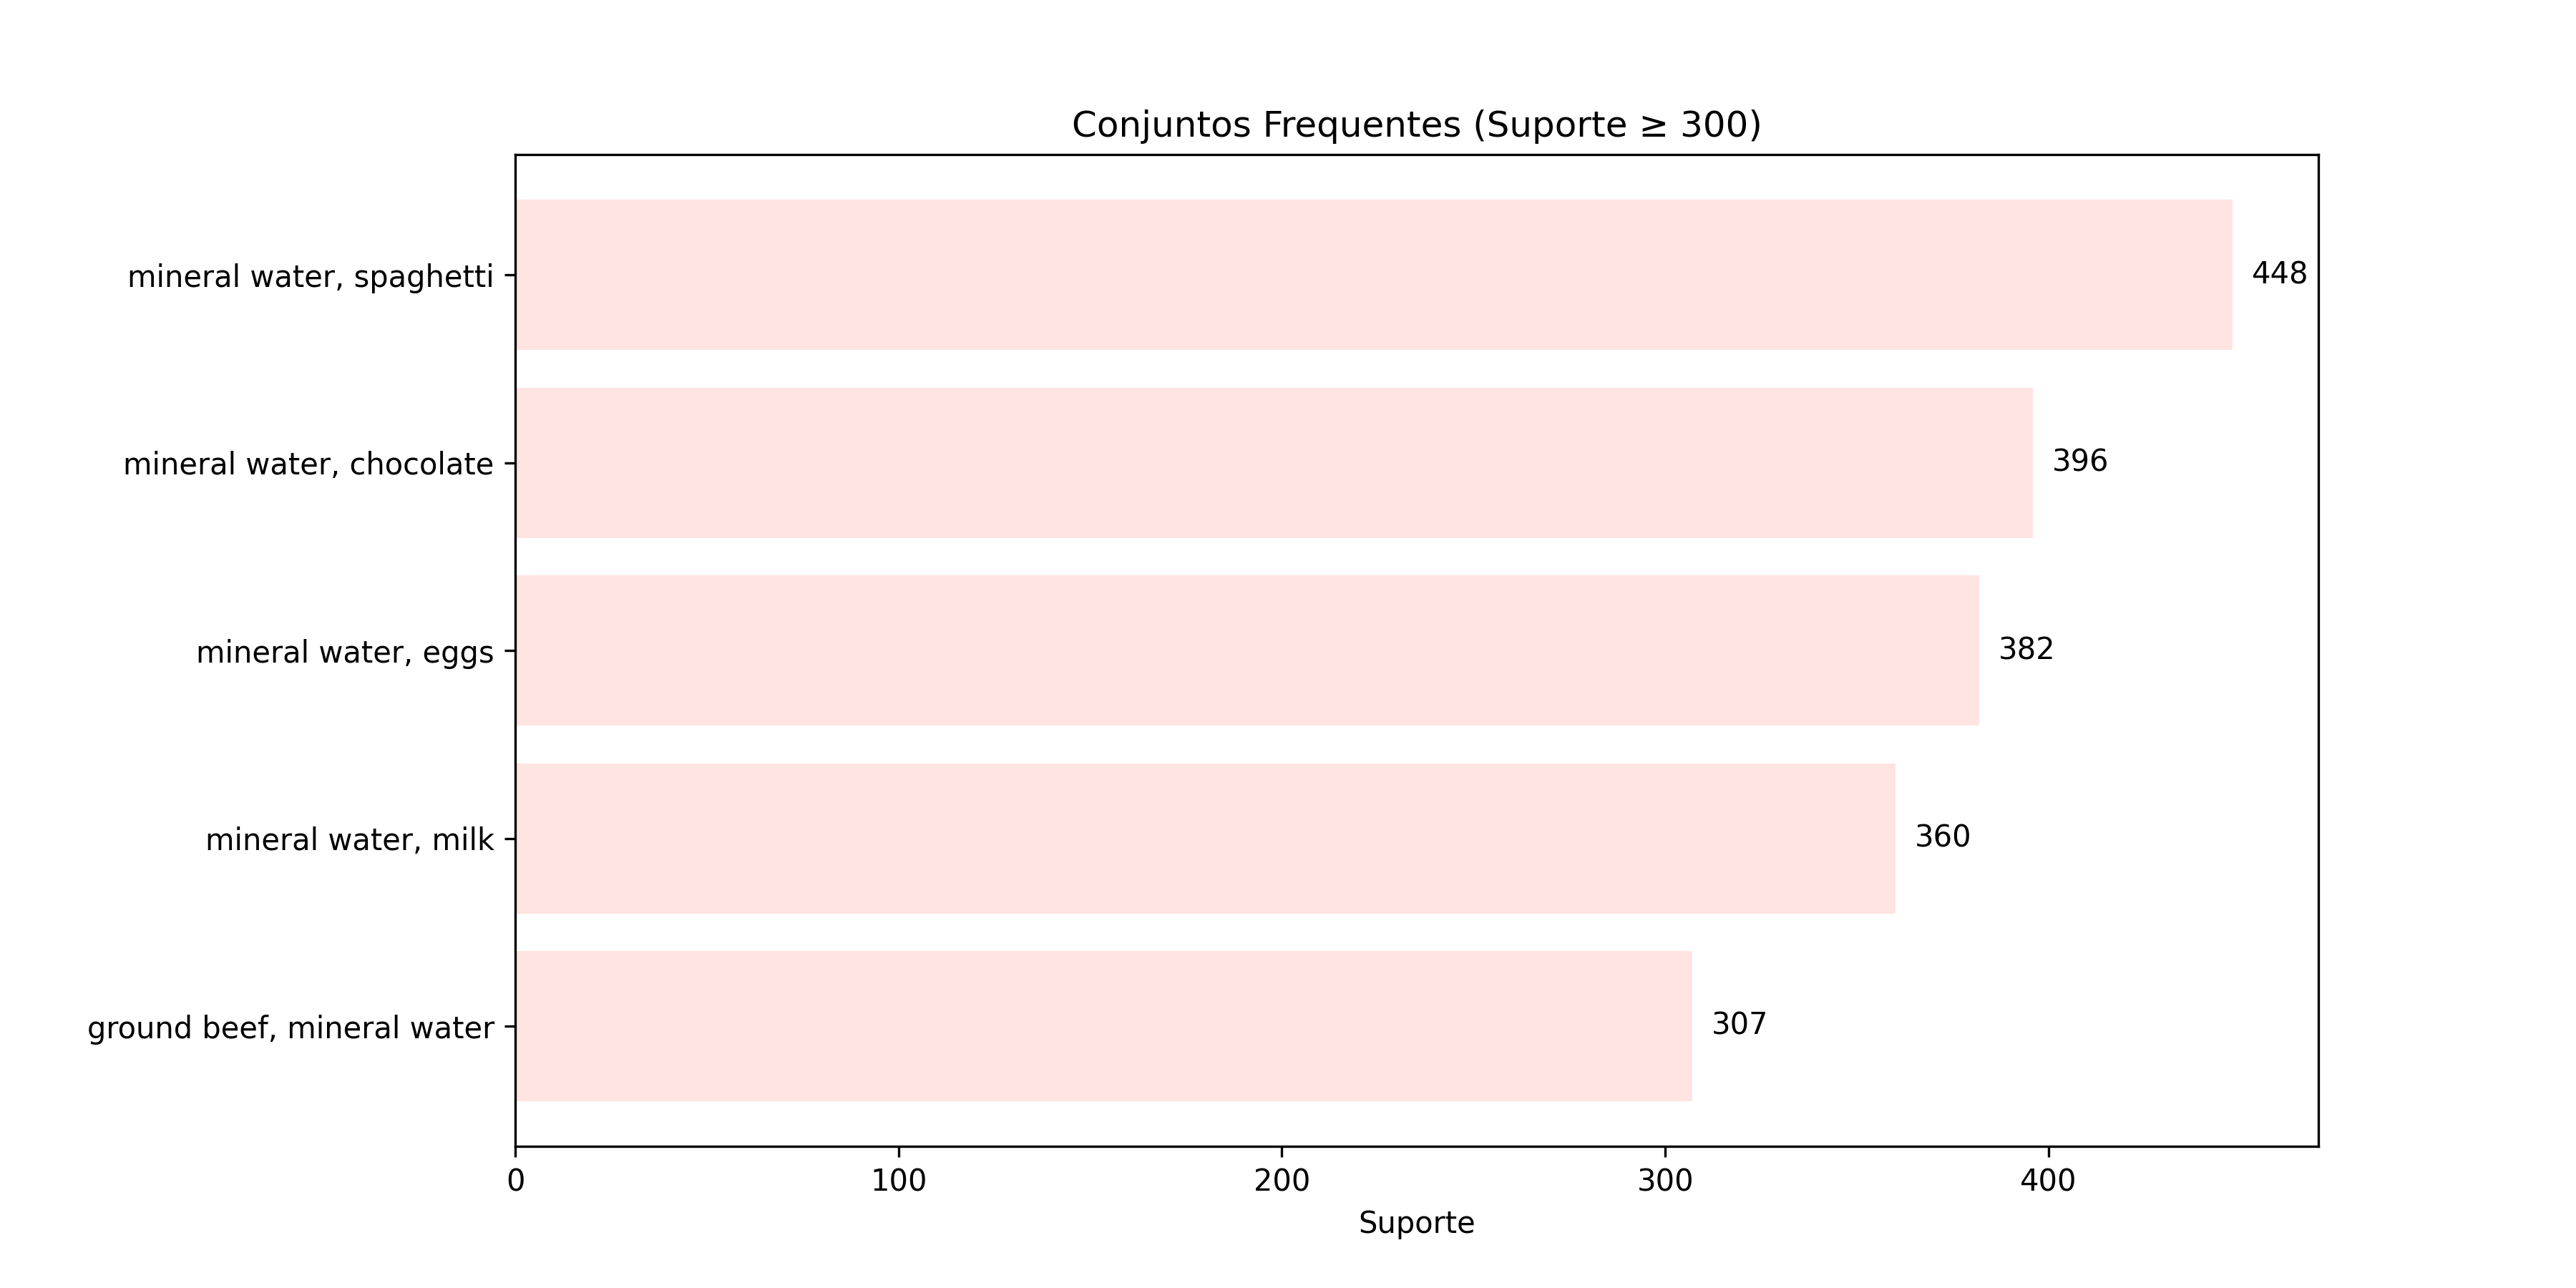 Conjuntos Frequentes (Suporte ≥ 300)
mineral water, spaghetti
448
mineral water, chocolate
396
mineral water, eggs
382
mineral water, milk
360
ground beef, mineral water
307
0 100 200 300 400
Suporte